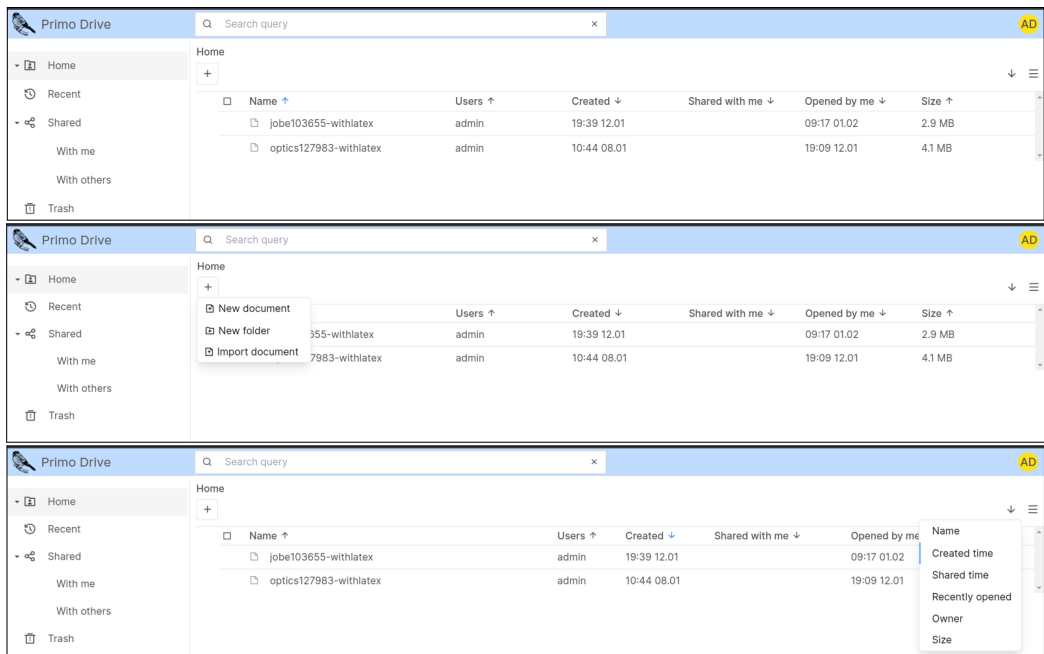 Primo Drive Search query × AD
Home
Home
+
Recent
Name ↑ Users ↑ Created ↓ Shared with me ↓ Opened by me ↓ Size ↑
Shared
jobe103655-withlatex admin 19:39 12.01 09:17 01.02 2.9 MB
With me
optics127983-withlatex admin 10:44 08.01 19:09 12.01 4.1 MB
With others
Trash
Primo Drive Search query × AD
Home
Home
+
Recent
New document
Users ↑ Created ↓ Shared with me ↓ Opened by me ↓ Size ↑
Shared
New folder
355-withlatex admin 19:39 12.01 09:17 01.02 2.9 MB
With me
Import document
7983-withlatex admin 10:44 08.01 19:09 12.01 4.1 MB
With others
Trash
Primo Drive Search query × AD
Home
Home
+
Recent
Name ↑ Users ↑ Created ↓ Shared with me ↓ Opened by me
Shared
jobe103655-withlatex admin 19:39 12.01 09:17 01.02
With me
optics127983-withlatex admin 10:44 08.01 19:09 12.01
With others
Trash
Name
Created time
Shared time
Recently opened
Owner
Size